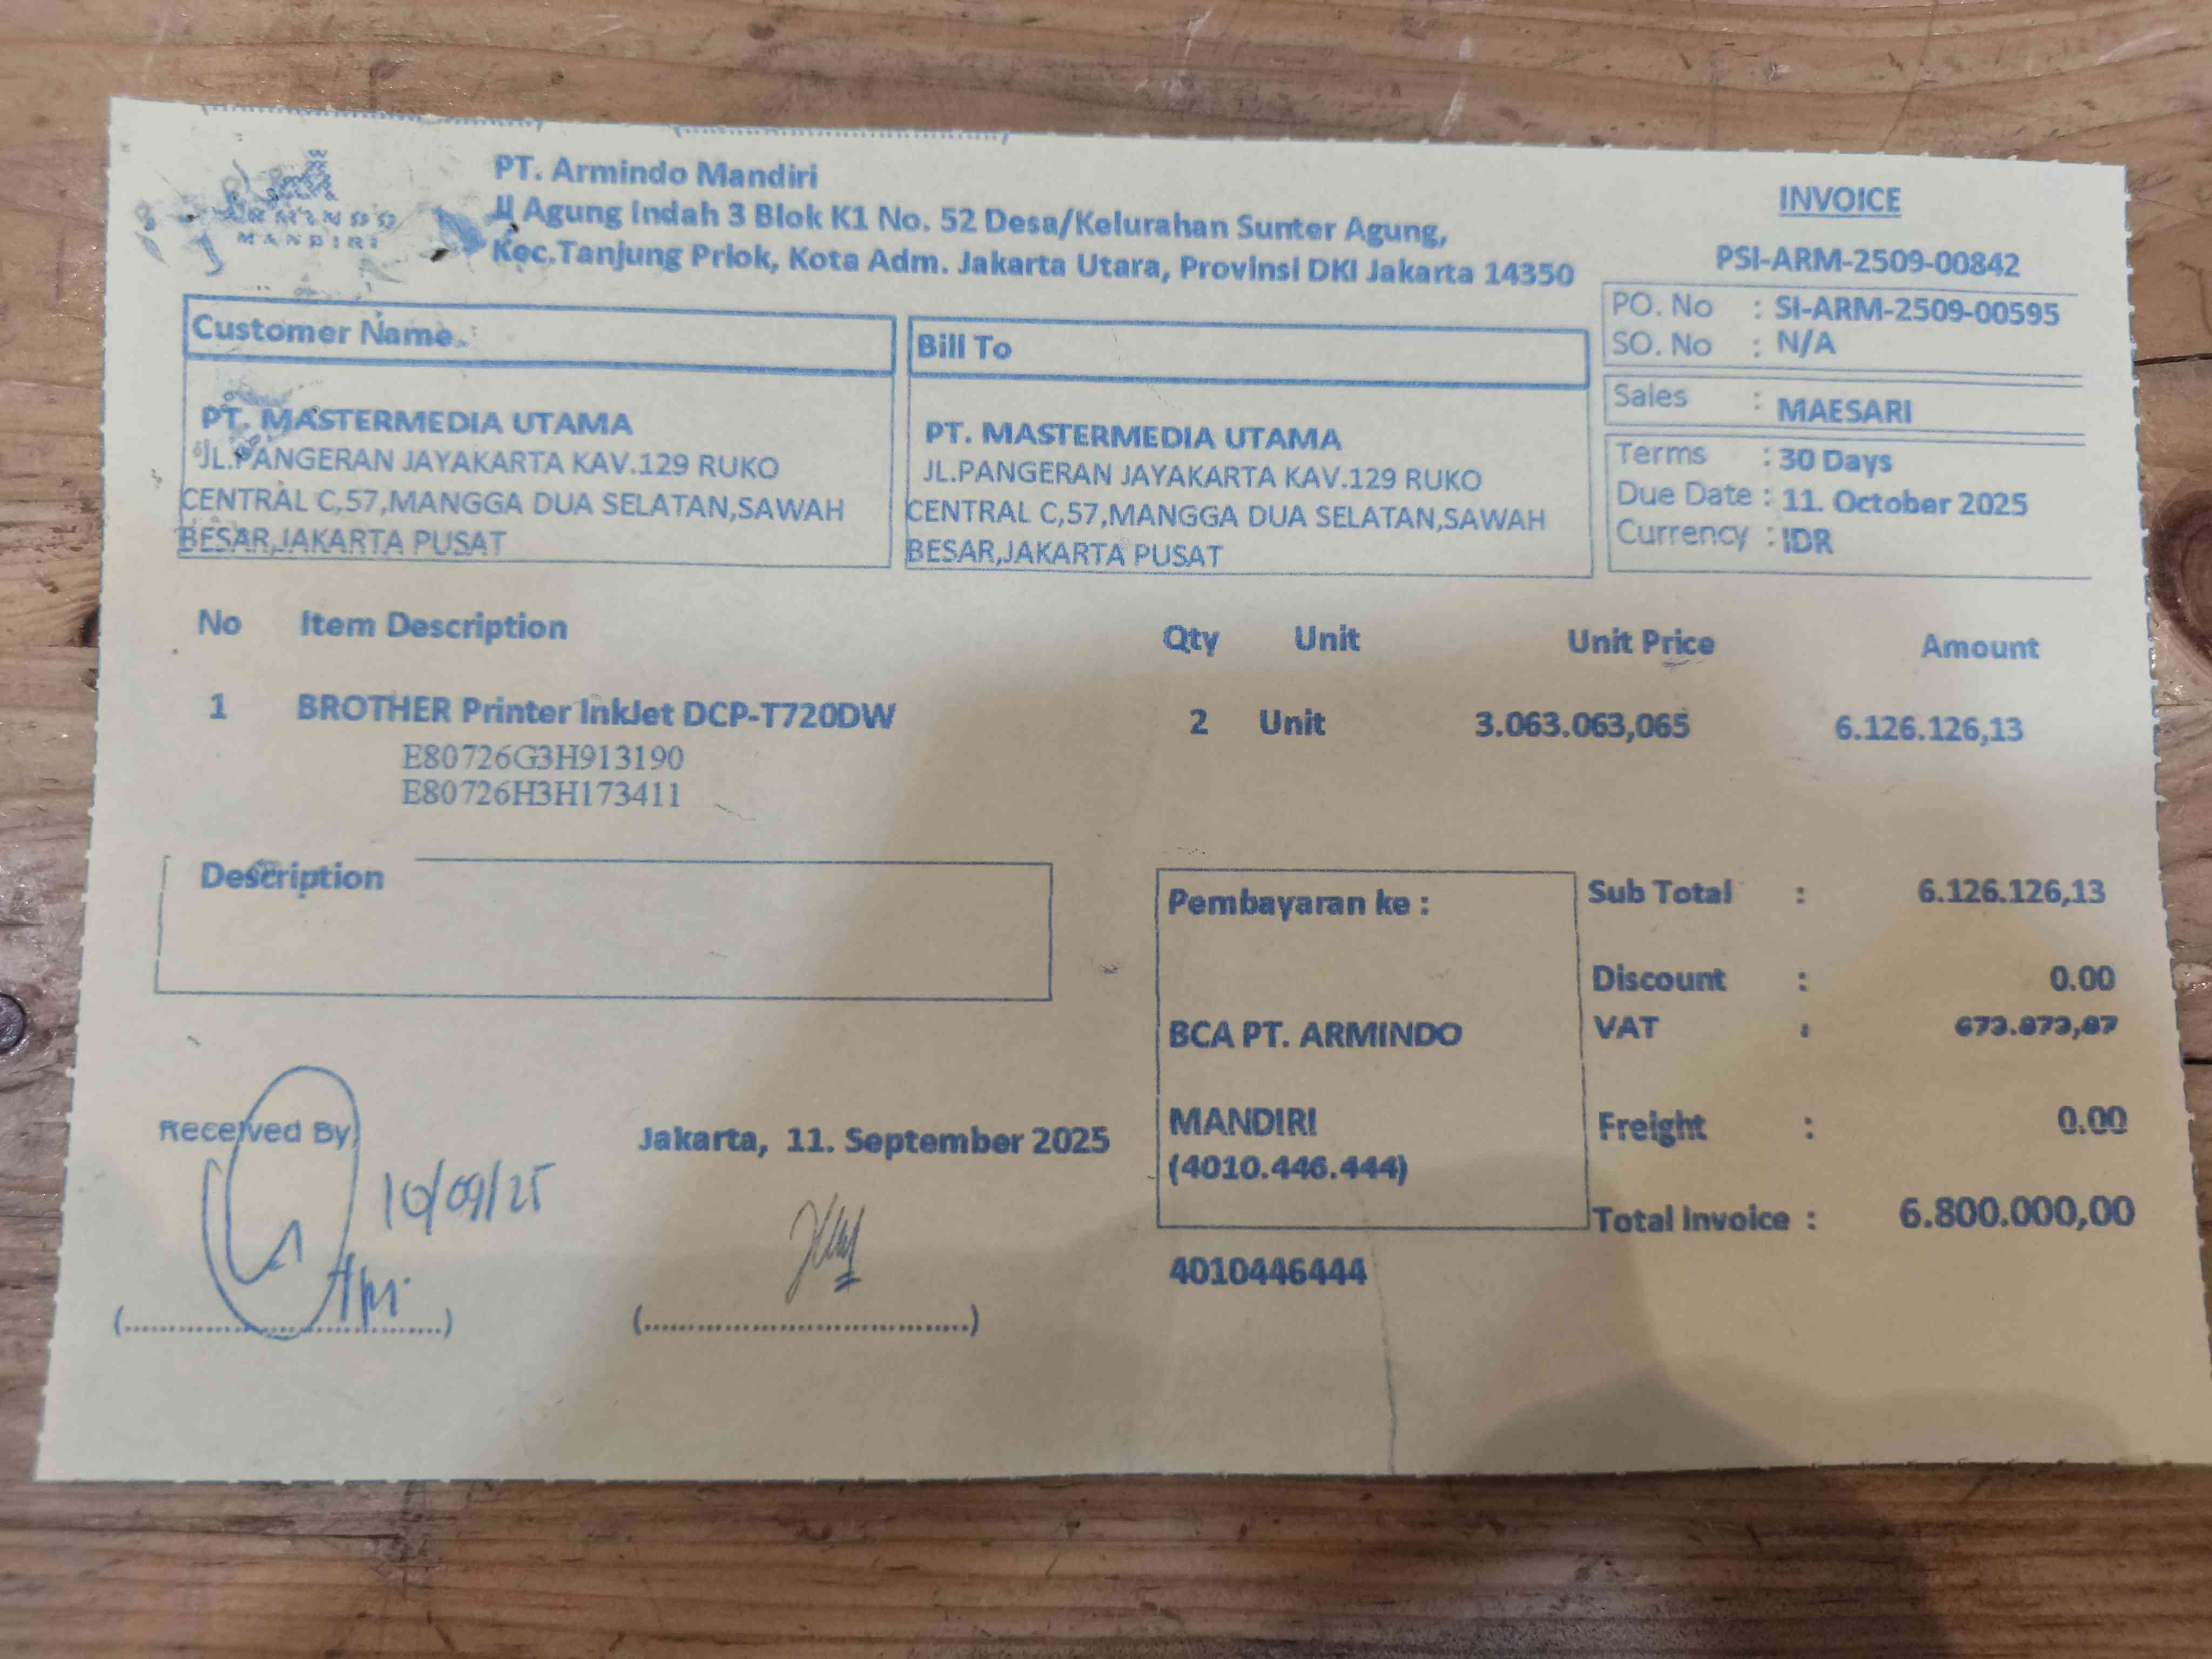 ARMINDO
MANDIRI
PT. Armindo Mandiri
Jl Agung Indah 3 Blok K1 No. 52 Desa/Kelurahan Sunter Agung,
Kec.Tanjung Priok, Kota Adm. Jakarta Utara, Provinsi DKI Jakarta 14350
INVOICE
PSI-ARM-2509-00842
PO. No : SI-ARM-2509-00595
SO. No : N/A
Sales : MAESARI
Terms : 30 Days
Due Date : 11. October 2025
Currency : IDR
Customer Name :
PT. MASTERMEDIA UTAMA
JL.PANGERAN JAYAKARTA KAV.129 RUKO
CENTRAL C,57,MANGGA DUA SELATAN,SAWAH
BESAR,JAKARTA PUSAT
Bill To
PT. MASTERMEDIA UTAMA
JL.PANGERAN JAYAKARTA KAV.129 RUKO
CENTRAL C,57,MANGGA DUA SELATAN,SAWAH
BESAR,JAKARTA PUSAT
No Item Description Qty Unit Unit Price Amount
1 BROTHER Printer InkJet DCP-T720DW 2 Unit 3.063.063,065 6.126.126,13
E80726G3H913190
E80726H3H173411
Description
Pembayaran ke :
BCA PT. ARMINDO
MANDIRI
(4010.446.444)
4010446444
Sub Total : 6.126.126,13
Discount : 0.00
VAT : 673.873,87
Freight : 0.00
Total Invoice : 6.800.000,00
Received By,
10/09/25
Api
(..............................)
Jakarta, 11. September 2025
(..............................)